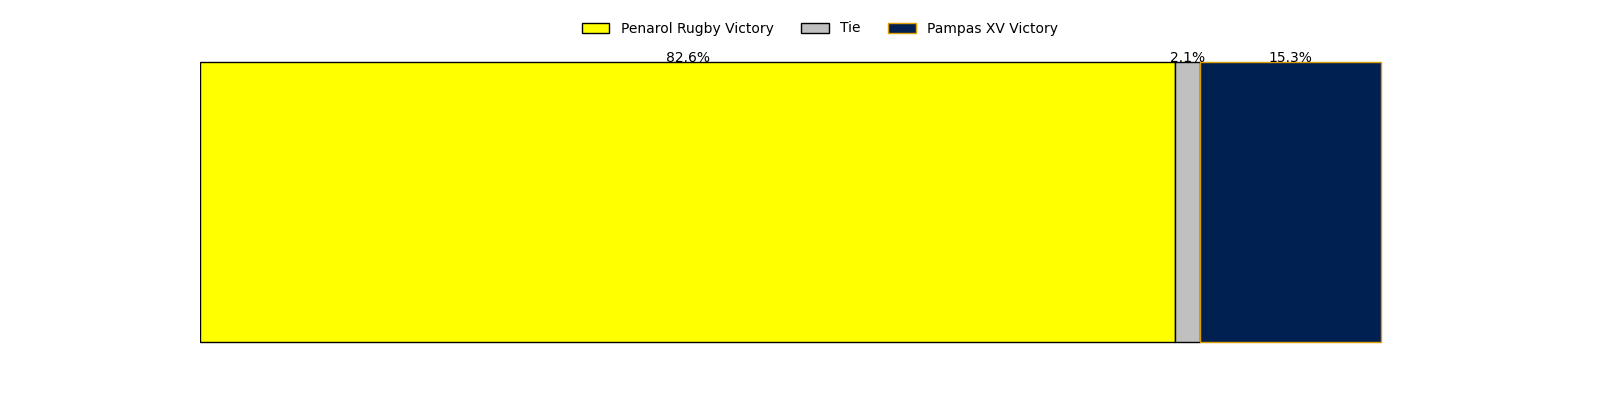 Penarol Rugby Victory Tie Pampas XV Victory
82.6% 2.1% 15.3%